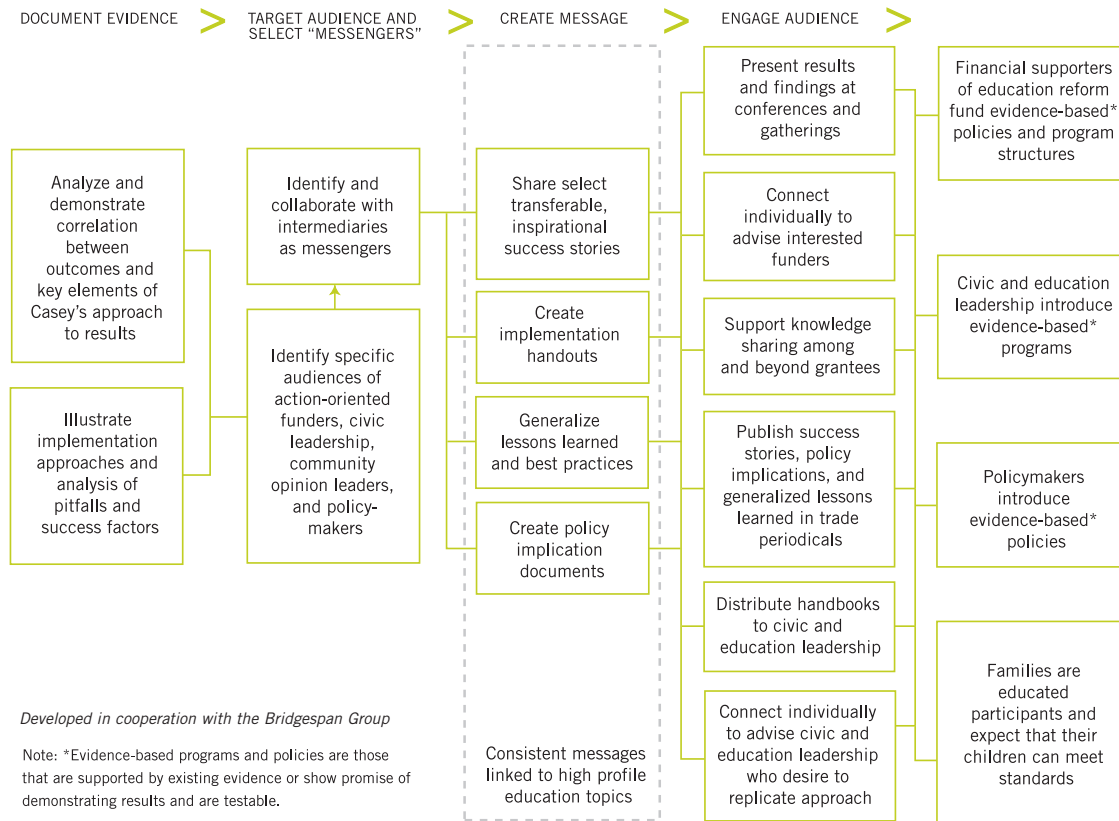 DOCUMENT EVIDENCE
>
TARGET AUDIENCE AND
SELECT “MESSENGERS”
>
CREATE MESSAGE
>
ENGAGE AUDIENCE
>
Analyze and
demonstrate
correlation
between
outcomes and
key elements of
Casey’s approach
to results
Illustrate
implementation
approaches and
analysis of
pitfalls and
success factors
Identify and
collaborate with
intermediaries
as messengers
Identify specific
audiences of
action-oriented
funders, civic
leadership,
community
opinion leaders,
and policy-
makers
Share select
transferable,
inspirational
success stories
Create
implementation
handouts
Generalize
lessons learned
and best practices
Create policy
implication
documents
Consistent messages
linked to high profile
education topics
Present results
and findings at
conferences and
gatherings
Connect
individually to
advise interested
funders
Support knowledge
sharing among
and beyond grantees
Publish success
stories, policy
implications, and
generalized lessons
learned in trade
periodicals
Distribute handbooks
to civic and
education leadership
Connect individually
to advise civic and
education leadership
who desire to
replicate approach
Financial supporters
of education reform
fund evidence-based*
policies and program
structures
Civic and education
leadership introduce
evidence-based*
programs
Policymakers
introduce
evidence-based*
policies
Families are
educated
participants and
expect that their
children can meet
standards
Developed in cooperation with the Bridgespan Group
Note: *Evidence-based programs and policies are those
that are supported by existing evidence or show promise of
demonstrating results and are testable.